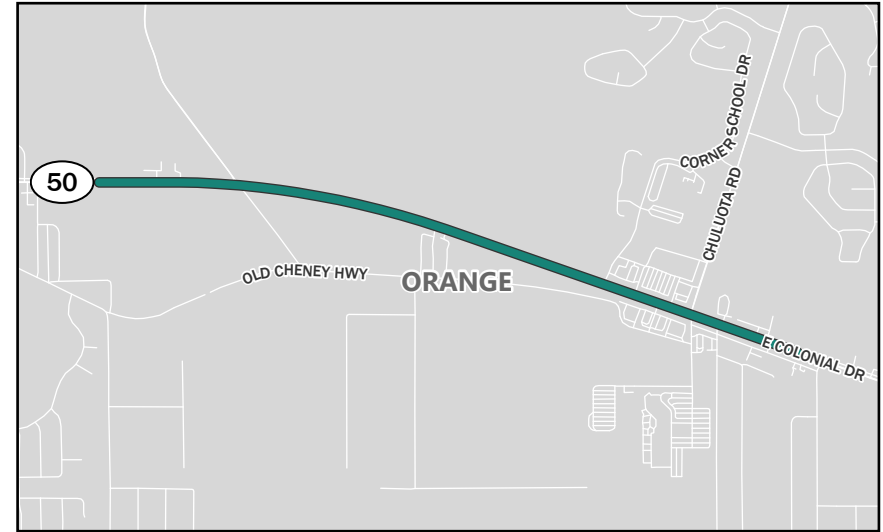 CORNER SCHOOL DR
50
CHULUOTA RD
OLD CHENEY HWY
ORANGE
E COLONIAL DR